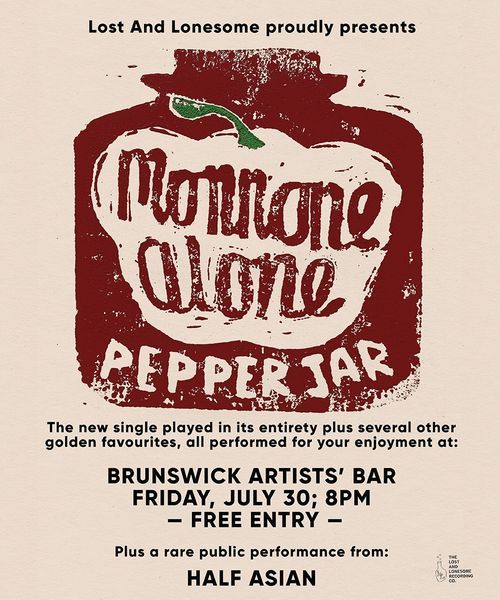 Lost And Lonesome proudly presents
Monnone
Alone
PEPPER JAR
The new single played in its entirety plus several other
golden favourites, all performed for your enjoyment at:
BRUNSWICK ARTISTS' BAR
FRIDAY, JULY 30; 8PM
— FREE ENTRY —
Plus a rare public performance from:
HALF ASIAN
THE
LOST
AND
LONESOME
RECORDING
CO.